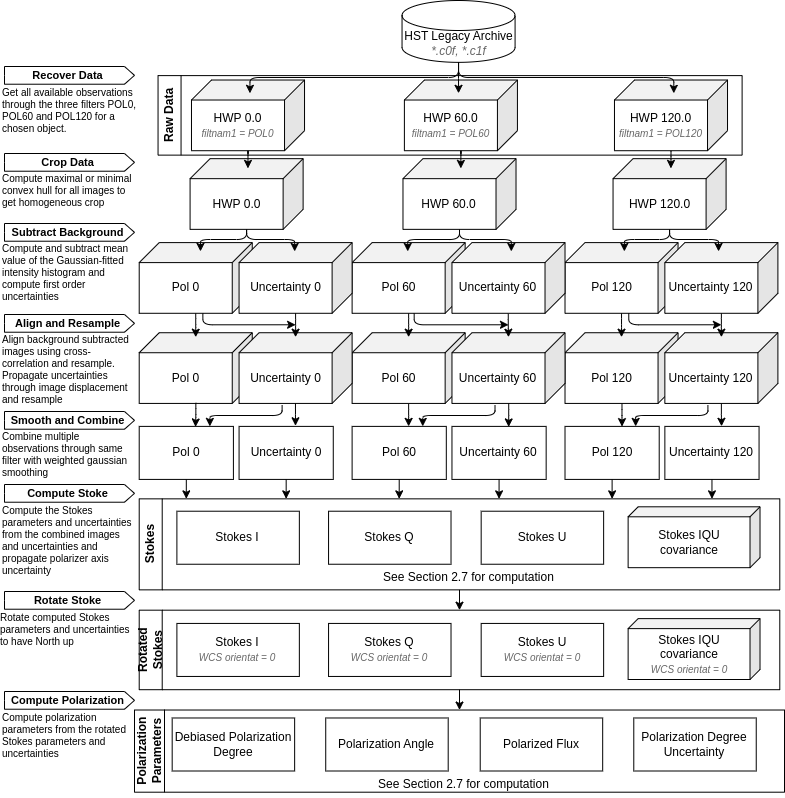 HST Legacy Archive
*.c0f, *.c1f
Recover Data
Get all available observations
through the three filters POL0,
POL60 and POL120 for a
chosen object.
Raw Data
HWP 0.0
filtnam1 = POL0
HWP 60.0
filtnam1 = POL60
HWP 120.0
filtnam1 = POL120
Crop Data
Compute maximal or minimal
convex hull for all images to
get homogeneous crop
HWP 0.0
HWP 60.0
HWP 120.0
Subtract Background
Compute and subtract mean
value of the Gaussian-fitted
intensity histogram and
compute first order
uncertainties
Pol 0
Uncertainty 0
Pol 60
Uncertainty 60
Pol 120
Uncertainty 120
Align and Resample
Align background subtracted
images using cross-
correlation and resample.
Propagate uncertainties
through image displacement
and resample
Pol 0
Uncertainty 0
Pol 60
Uncertainty 60
Pol 120
Uncertainty 120
Smooth and Combine
Combine multiple
observations through same
filter with weighted gaussian
smoothing
Pol 0
Uncertainty 0
Pol 60
Uncertainty 60
Pol 120
Uncertainty 120
Compute Stoke
Compute the Stokes
parameters and uncertainties
from the combined images
and uncertainties and
propagate polarizer axis
uncertainty
Stokes
Stokes I
Stokes Q
Stokes U
Stokes IQU
covariance
See Section 2.7 for computation
Rotate Stoke
Rotate computed Stokes
parameters and uncertainties
to have North up
Rotated
Stokes
Stokes I
WCS orientat = 0
Stokes Q
WCS orientat = 0
Stokes U
WCS orientat = 0
Stokes IQU
covariance
WCS orientat = 0
Compute Polarization
Compute polarization
parameters from the rotated
Stokes parameters and
uncertainties
Polarization
Parameters
Debiased Polarization
Degree
Polarization Angle
Polarized Flux
Polarization Degree
Uncertainty
See Section 2.7 for computation